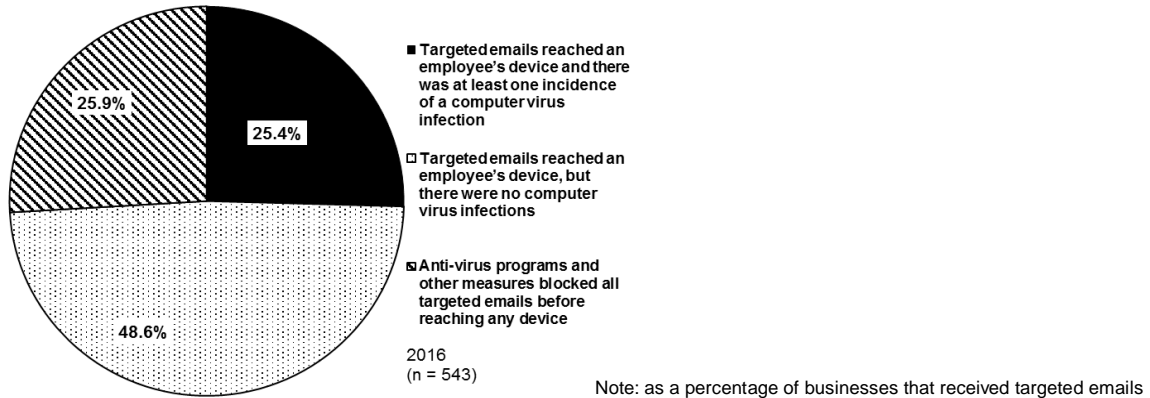 25.9%
25.4%
48.6%
Targeted emails reached an
employee's device and there
was at least one incidence
of a computer virus
infection
Targeted emails reached an
employee's device, but
there were no computer
virus infections
Anti-virus programs and
other measures blocked all
targeted emails before
reaching any device
2016
(n = 543)
Note: as a percentage of businesses that received targeted emails